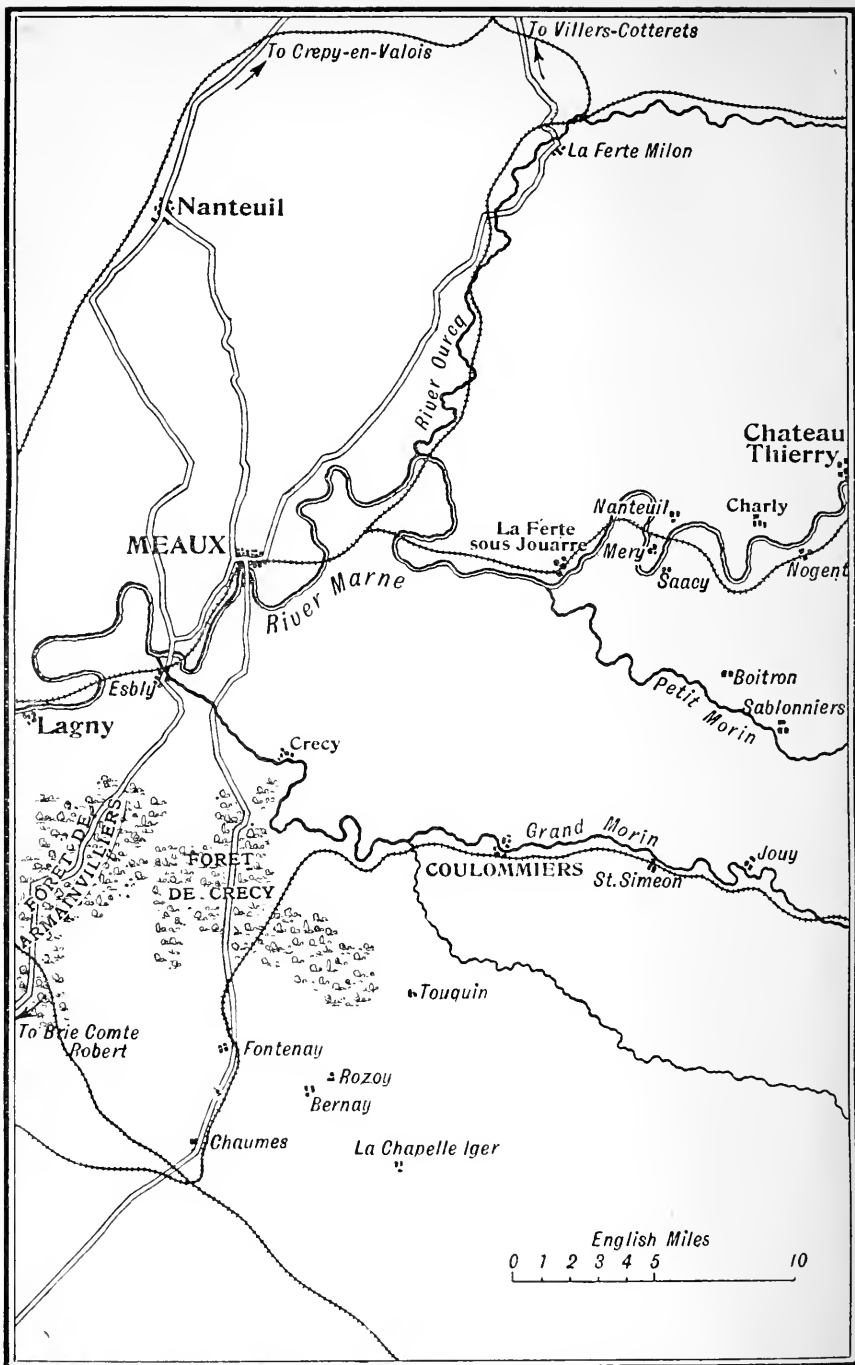 To Villers-Cotterets
To Crepy-en-Valois
La Ferte Milon
Nanteuil
River Ourcq
Chateau
Thierry
Nanteuil
Charly
La Ferte
sous Jouarre
MEAUX
Mery
Nogent
Saacy
River Marne
Boitron
Petit Morin
Sablonniers
Esbly
Lagny
Crecy
FORET DE
ARMAINVILLIERS
FORET
DE CRECY
Grand Morin
COULOMMIERS
Jouy
St. Simeon
Touquin
To Brie Comte
Robert
Fontenay
Rozoy
Bernay
Chaumes
La Chapelle Iger
English Miles
0 1 2 3 4 5 10